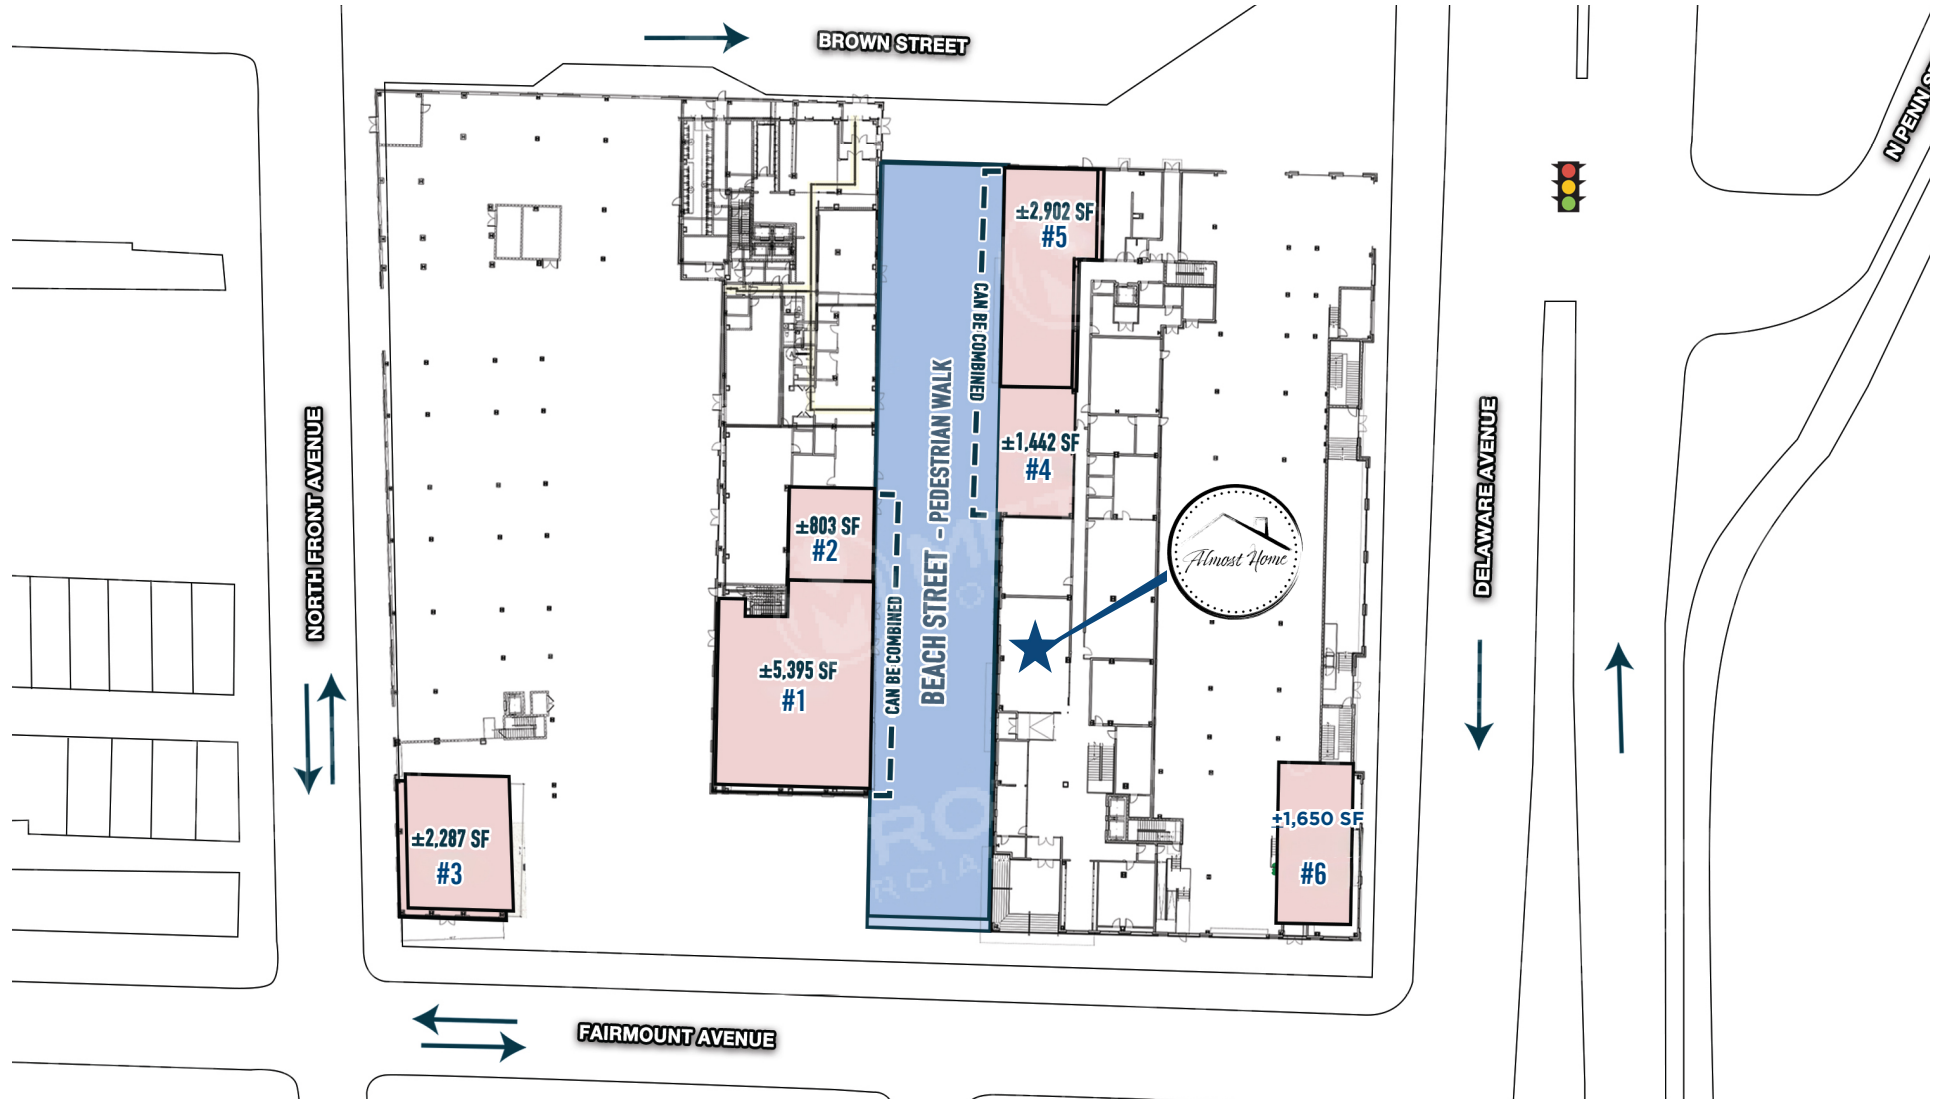 BROWN STREET
N PENN S
±2,902 SF
#5
CAN BE COMBINED
BEACH STREET - PEDESTRIAN WALK
±1,442 SF
#4
NORTH FRONT AVENUE
DELAWARE AVENUE
±803 SF
#2
Almost Home
CAN BE COMBINED
±5,395 SF
#1
±2,287 SF
#3
±1,650 SF
#6
FAIRMOUNT AVENUE